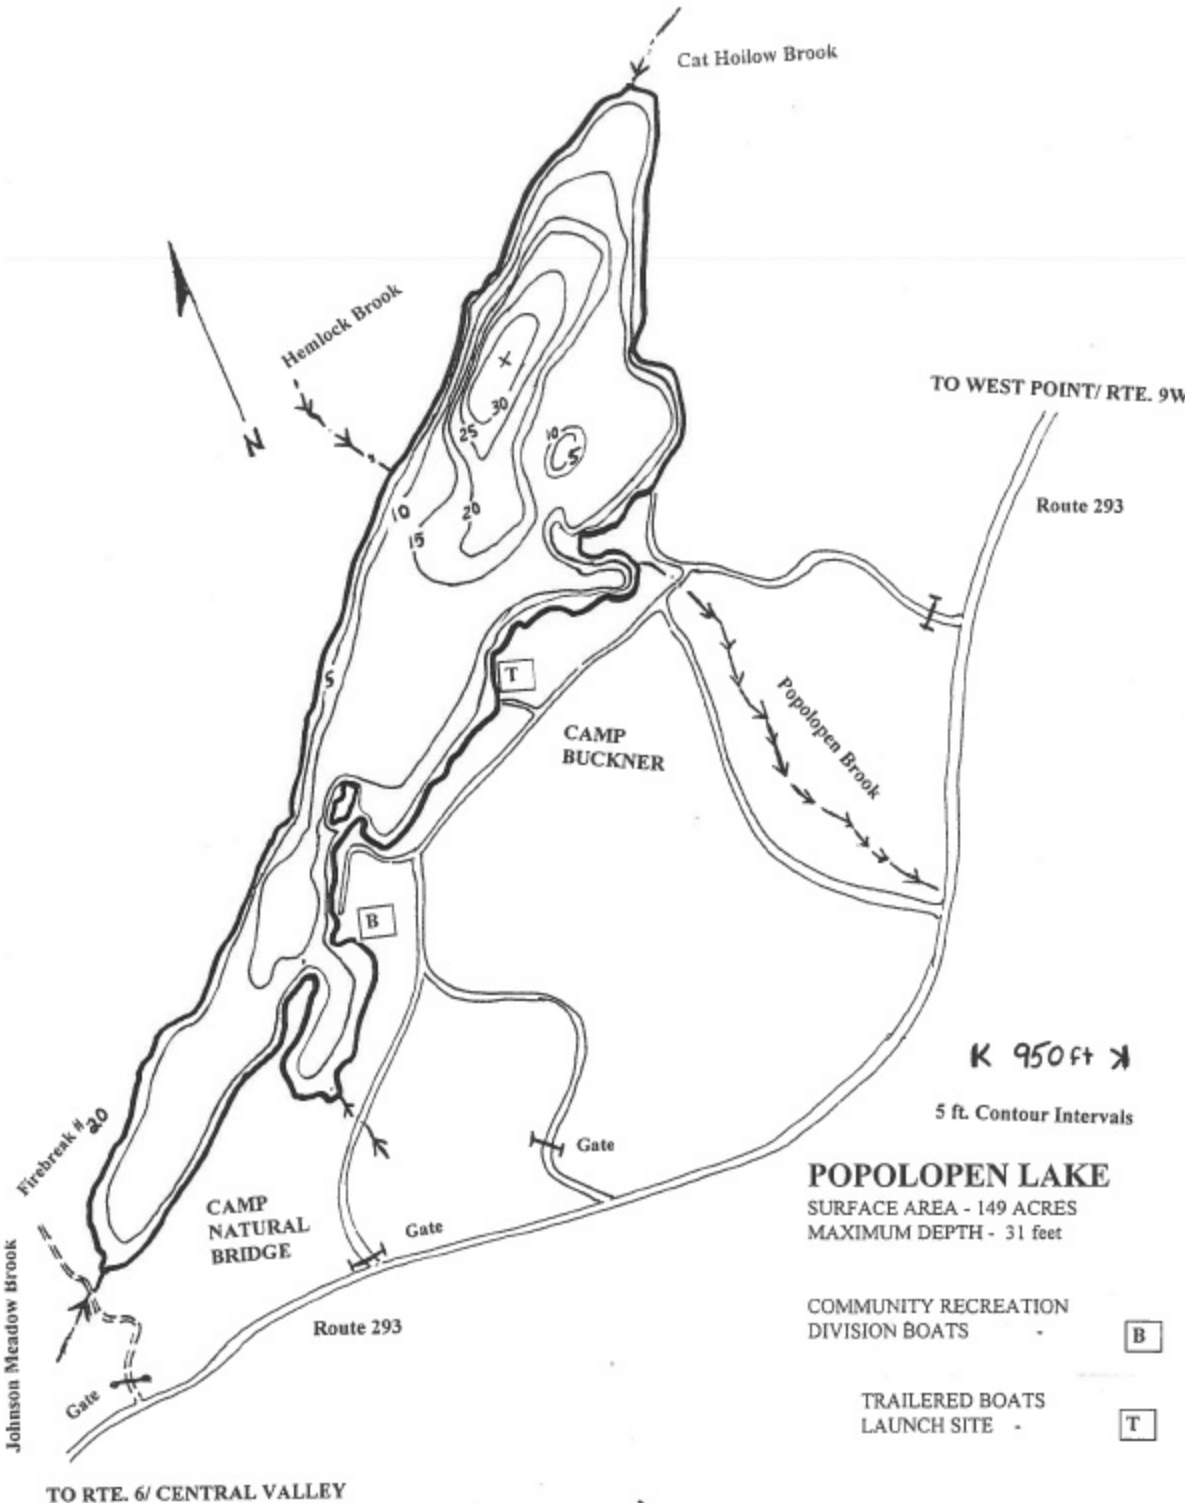 Cat Hoilow Brook
Hemlock Brook
TO WEST POINT/ RTE. 9W
Route 293
30
25
10
5
20
10
15
N
5
T
CAMP
BUCKNER
Popolopen Brook
B
K 950 ft
5 ft. Contour Intervals
Firebreak # 20
Gate
POPOLOPEN LAKE
SURFACE AREA - 149 ACRES
MAXIMUM DEPTH - 31 feet
CAMP
NATURAL
BRIDGE
Gate
Johnson Meadow Brook
Route 293
COMMUNITY RECREATION
DIVISION BOATS - B
Gate
TRAILERED BOATS
LAUNCH SITE - T
TO RTE. 6/ CENTRAL VALLEY